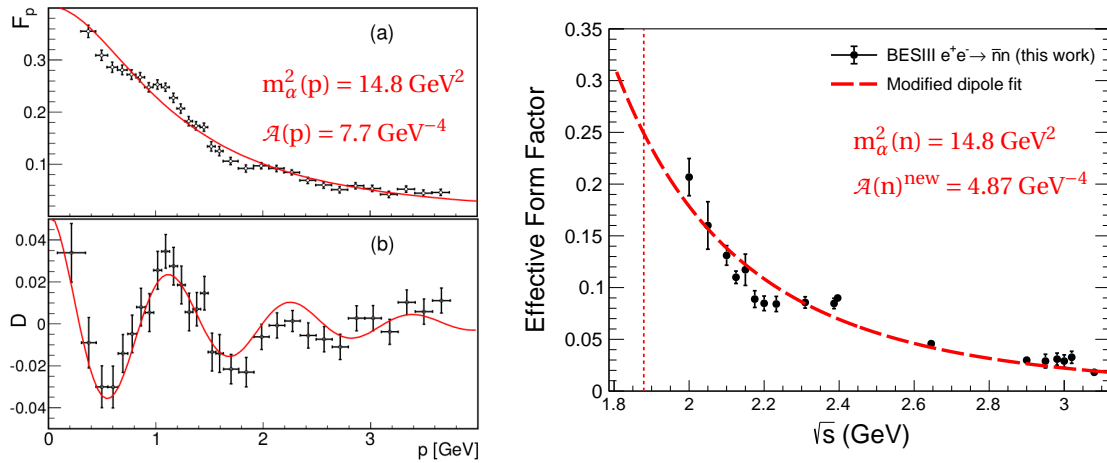 F_p
(a)
m²_α(p) = 14.8 GeV²
𝒜(p) = 7.7 GeV⁻⁴
0.3
0.2
0.1
(b)
D
0.04
0.02
0
-0.02
-0.04
0 1 2 3
p [GeV]
BESIII e⁺e⁻→ n̅n (this work)
Modified dipole fit
m²_α(n) = 14.8 GeV²
𝒜(n)ⁿᵉʷ = 4.87 GeV⁻⁴
Effective Form Factor
0.35
0.3
0.25
0.2
0.15
0.1
0.05
0
1.8 2 2.2 2.4 2.6 2.8 3
√s (GeV)